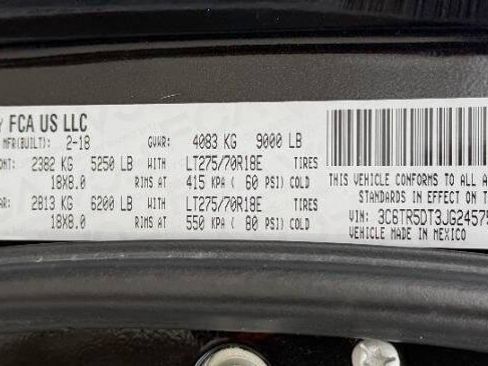 Y FCA US LLC
MFR(BUILT): 2-18 GVWR: 4083 KG 9000 LB
ONT: 2382 KG 5250 LB WITH LT275/70R18E TIRES
18X8.0 RIMS AT 415 KPA ( 60 PSI) COLD
AR: 2813 KG 6200 LB WITH LT275/70R18E TIRES
18X8.0 RIMS AT 550 KPA ( 80 PSI) COLD
THIS VEHICLE CONFORMS TO ALL A
STANDARDS IN EFFECT ON T
VIN: 3C6TR5DT3JG24575
VEHICLE MADE IN MEXICO